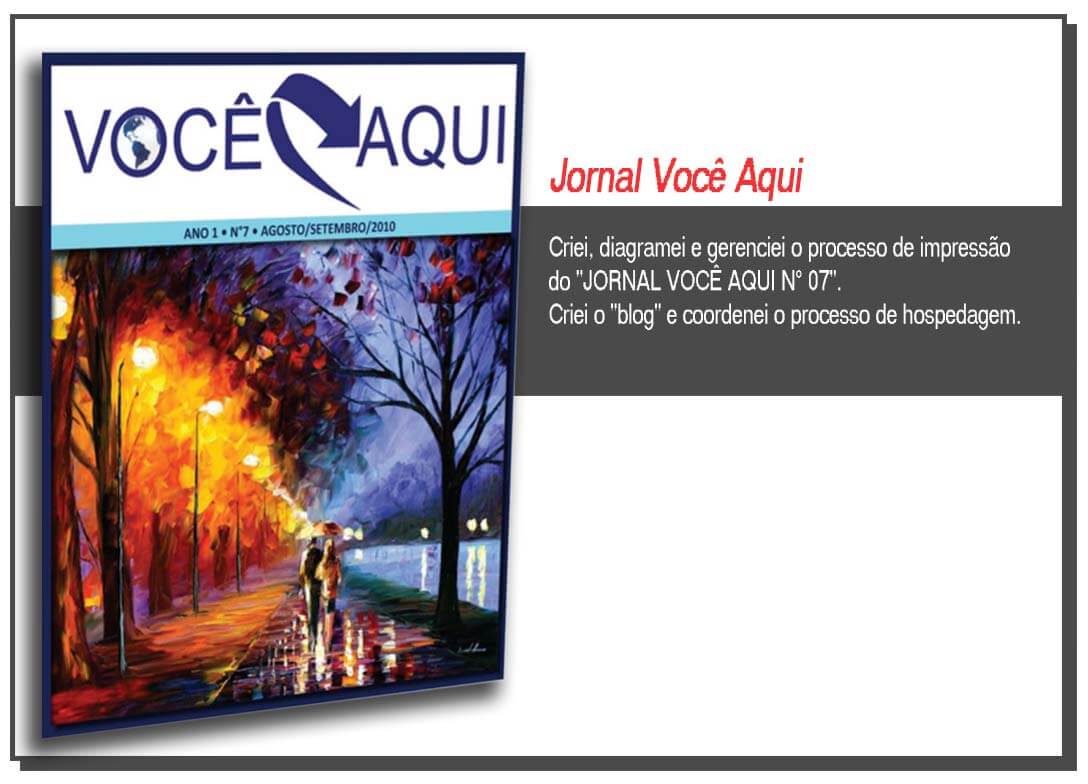 VOCÊ AQUI
ANO 1 • N°7 • AGOSTO/SETEMBRO/2010
Jornal Você Aqui
Criei, diagramei e gerenciei o processo de impressão
do "JORNAL VOCÊ AQUI N° 07".
Criei o "blog" e coordenei o processo de hospedagem.